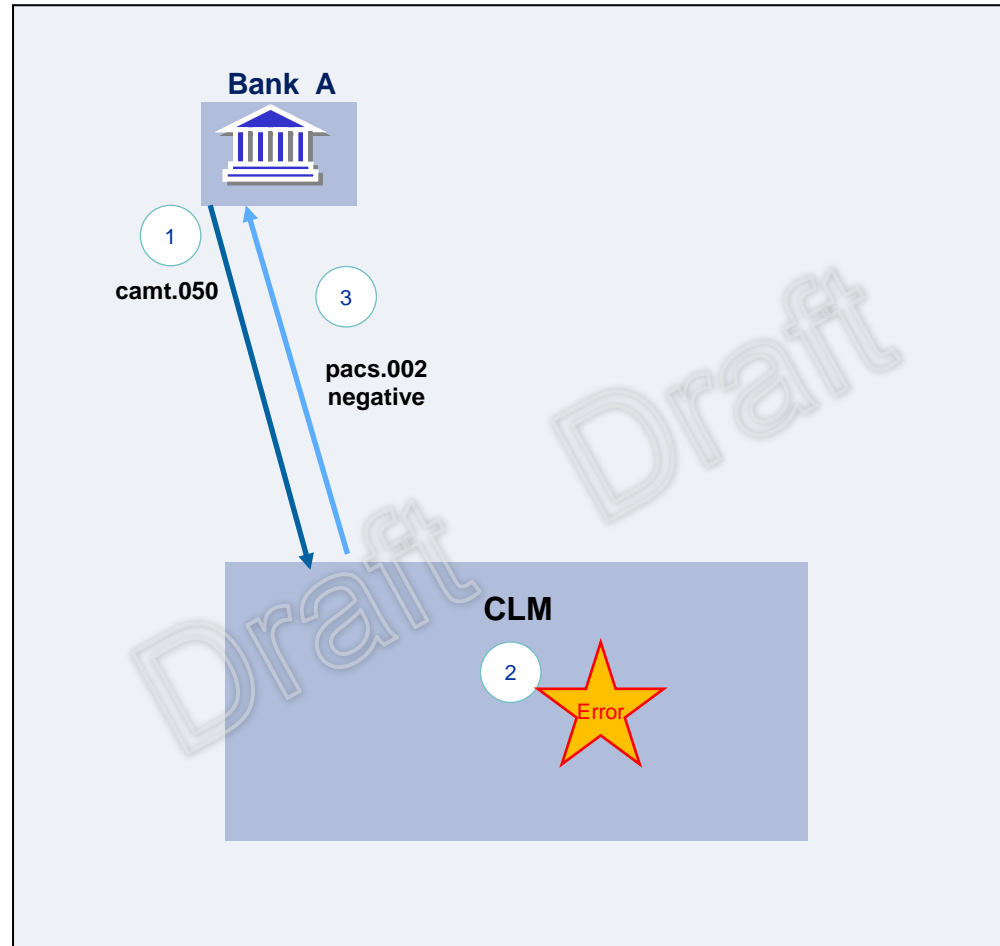 Bank A
1
camt.050
3
pacs.002
negative
Draft Draft
CLM
2
Error